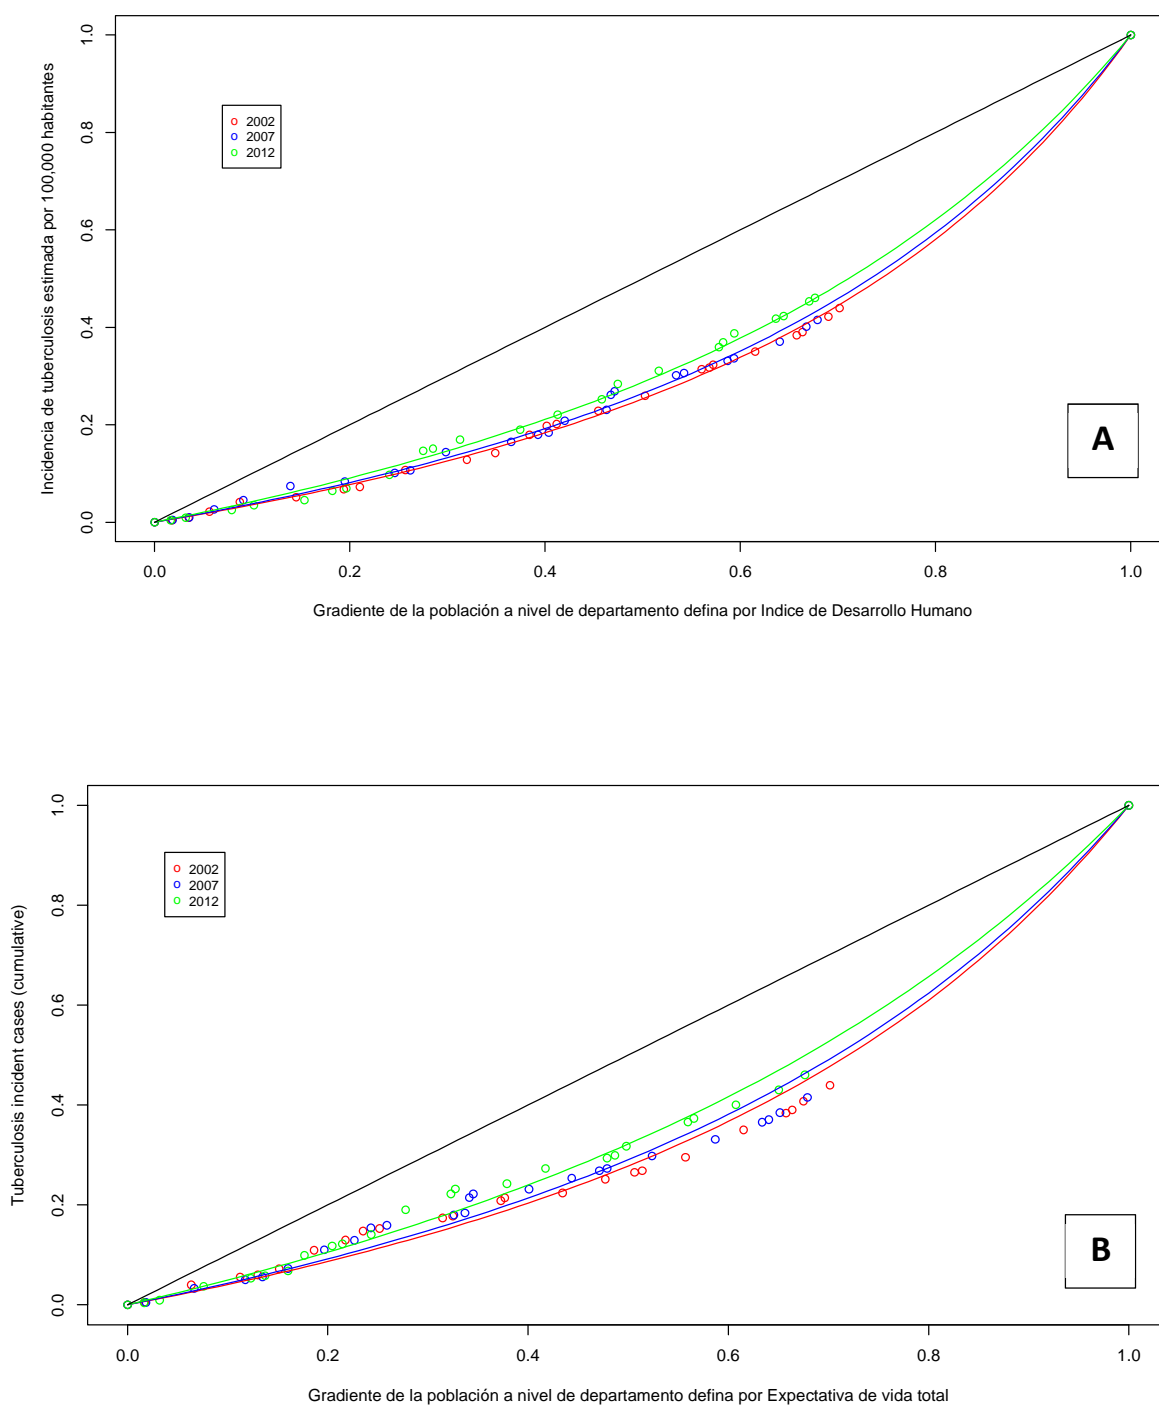 Incidencia de tuberculosis estimada por 100,000 habitantes
1.0
0.8
0.6
0.4
0.2
0.0
2002
2007
2012
A
0.0 0.2 0.4 0.6 0.8 1.0
Gradiente de la población a nivel de departamento defina por Indice de Desarrollo Humano
Tuberculosis incident cases (cumulative)
1.0
0.8
0.6
0.4
0.2
0.0
2002
2007
2012
B
0.0 0.2 0.4 0.6 0.8 1.0
Gradiente de la población a nivel de departamento defina por Expectativa de vida total